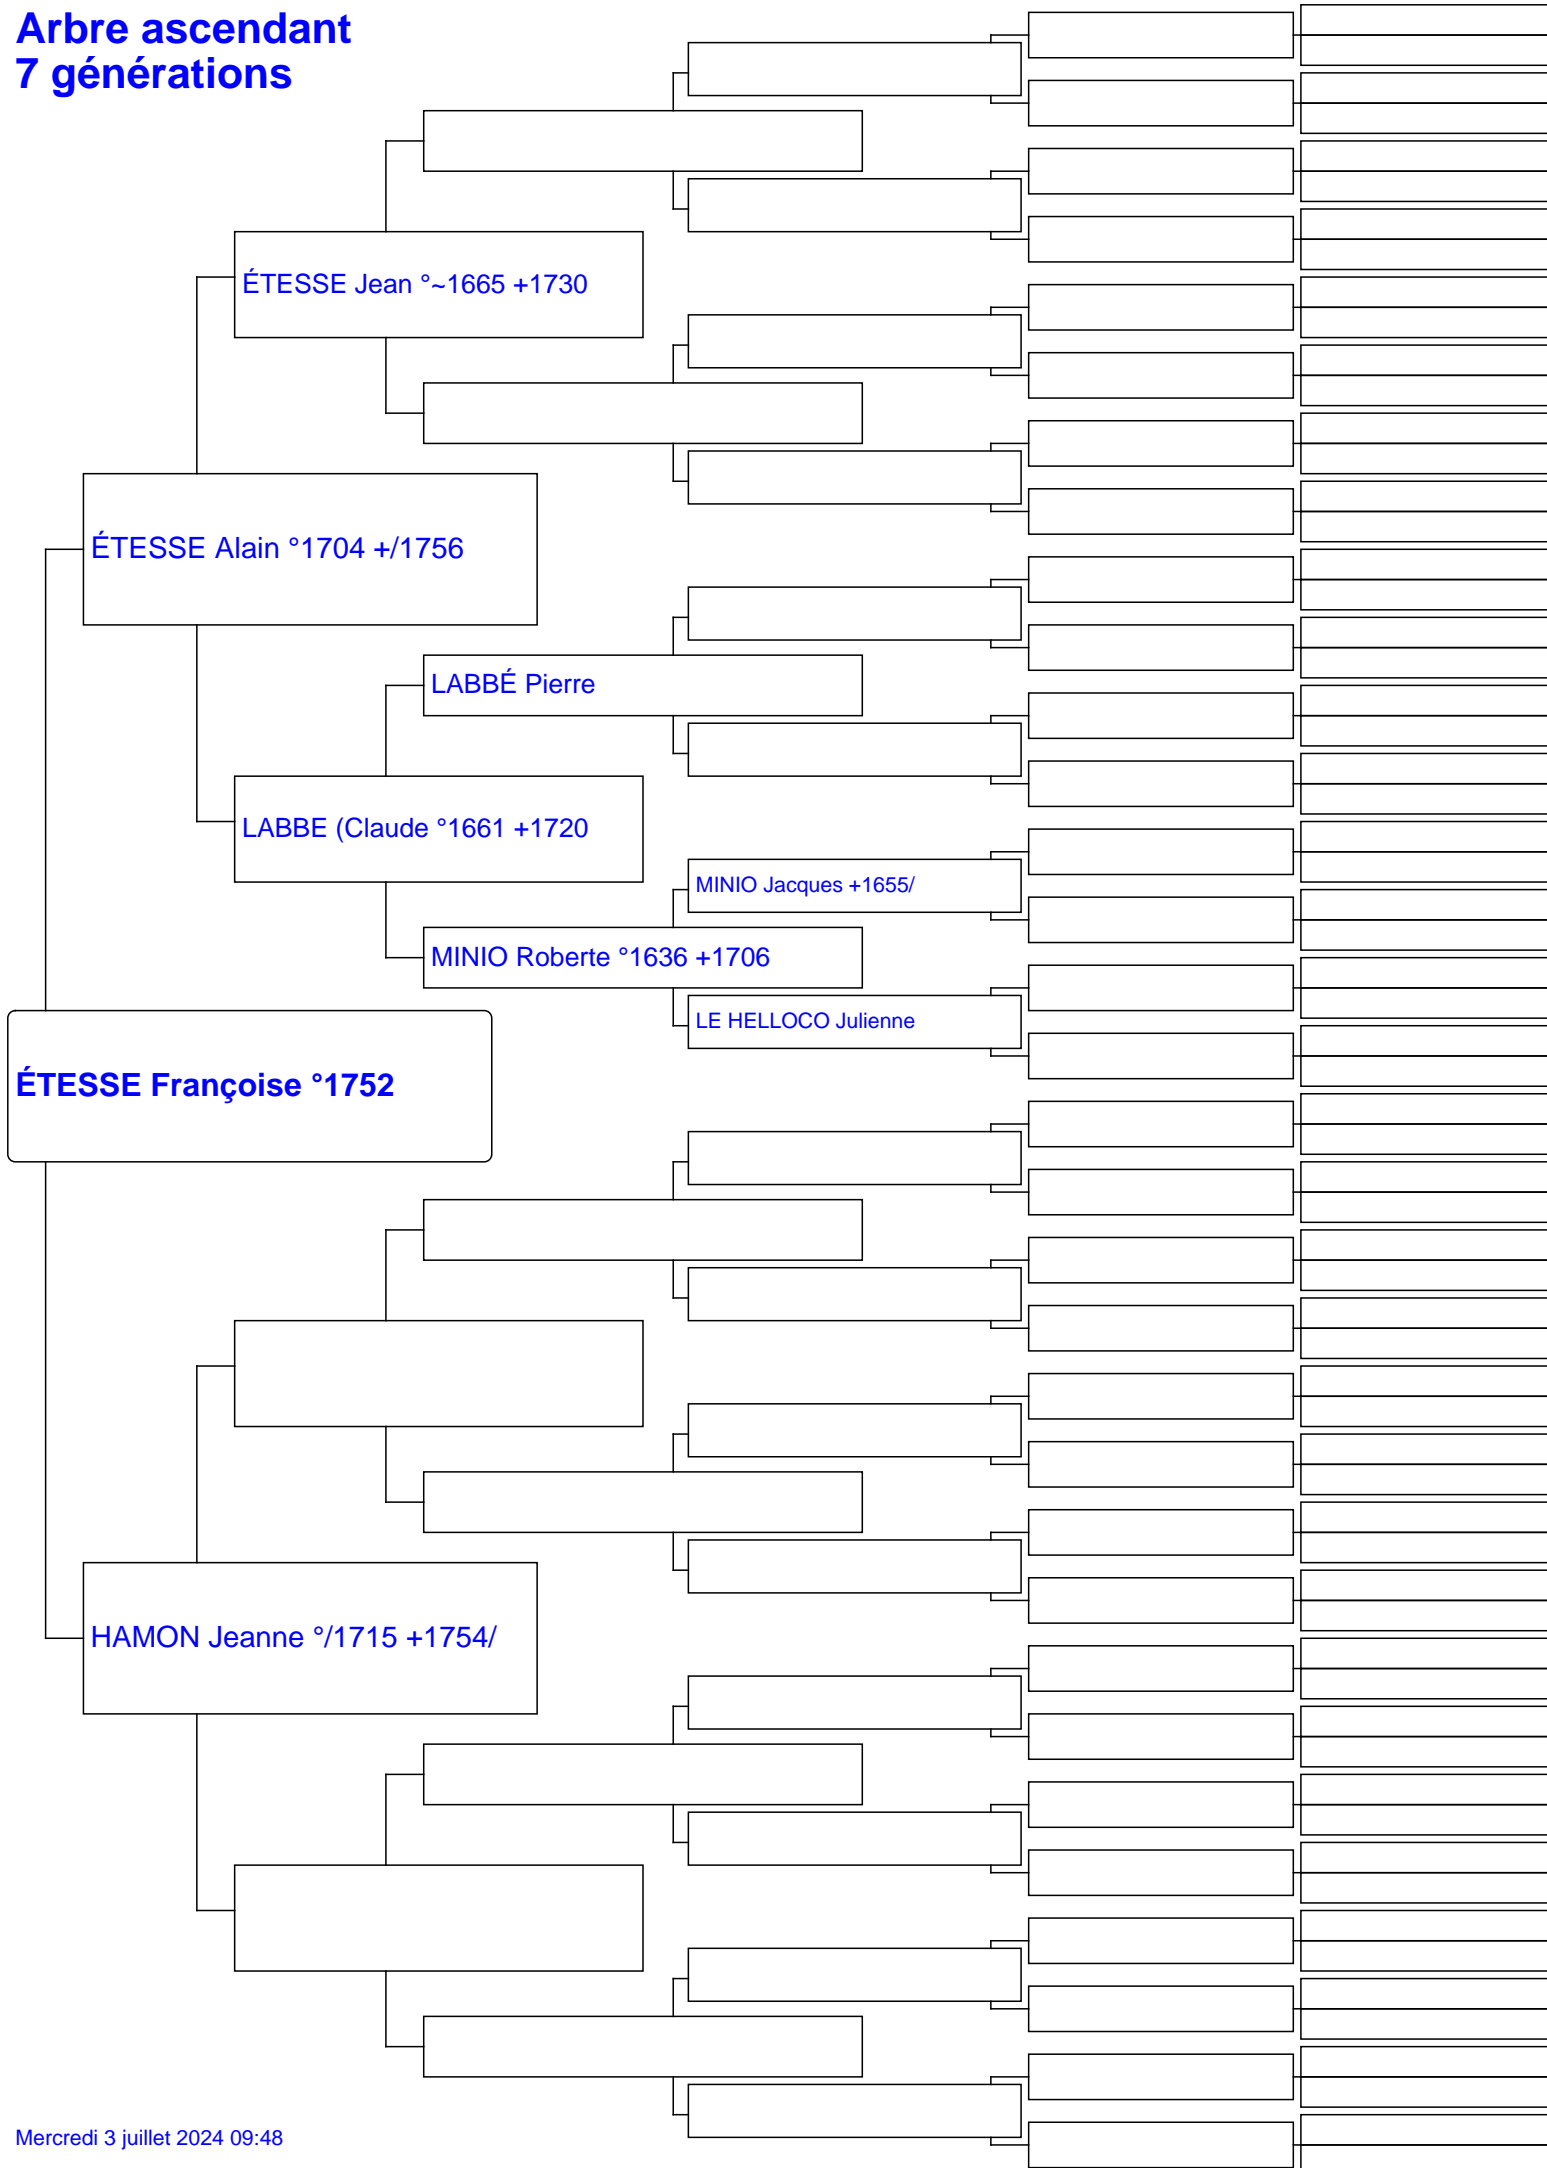 Arbre ascendant
7 générations
ÉTESSE Jean °~1665 +1730
ÉTESSE Alain °1704 +/1756
LABBÉ Pierre
LABBE (Claude °1661 +1720
MINIO Jacques +1655/
MINIO Roberte °1636 +1706
LE HELLOCO Julienne
ÉTESSE Françoise °1752
HAMON Jeanne °/1715 +1754/
Mercredi 3 juillet 2024 09:48